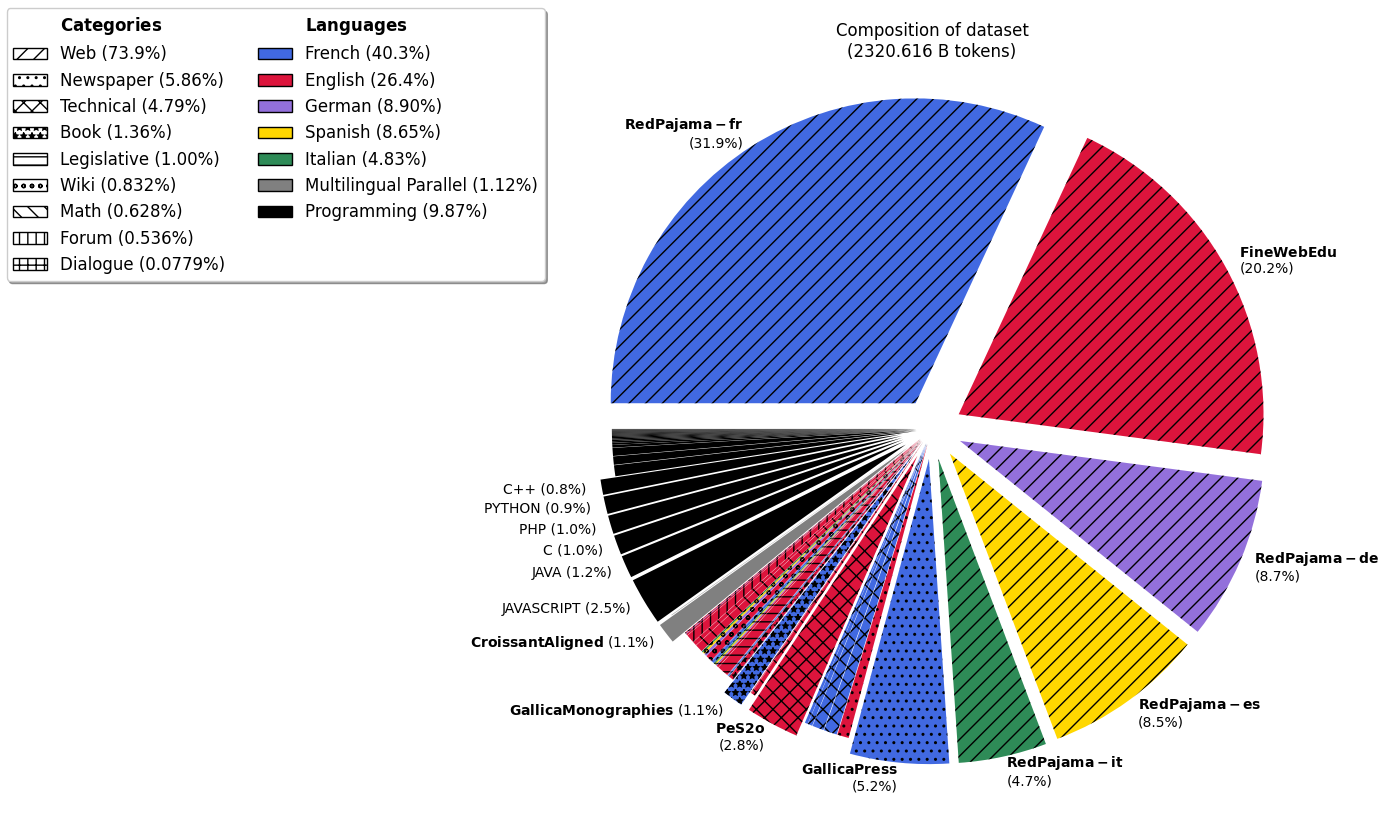 Categories
Web (73.9%)
Newspaper (5.86%)
Technical (4.79%)
Book (1.36%)
Legislative (1.00%)
Wiki (0.832%)
Math (0.628%)
Forum (0.536%)
Dialogue (0.0779%)
Languages
French (40.3%)
English (26.4%)
German (8.90%)
Spanish (8.65%)
Italian (4.83%)
Multilingual Parallel (1.12%)
Programming (9.87%)
Composition of dataset
(2320.616 B tokens)
RedPajama−fr
(31.9%)
FineWebEdu
(20.2%)
RedPajama−de
(8.7%)
RedPajama−es
(8.5%)
RedPajama−it
(4.7%)
GallicaPress
(5.2%)
PeS2o
(2.8%)
GallicaMonographies (1.1%)
CroissantAligned (1.1%)
JAVASCRIPT (2.5%)
JAVA (1.2%)
C (1.0%)
PHP (1.0%)
PYTHON (0.9%)
C++ (0.8%)